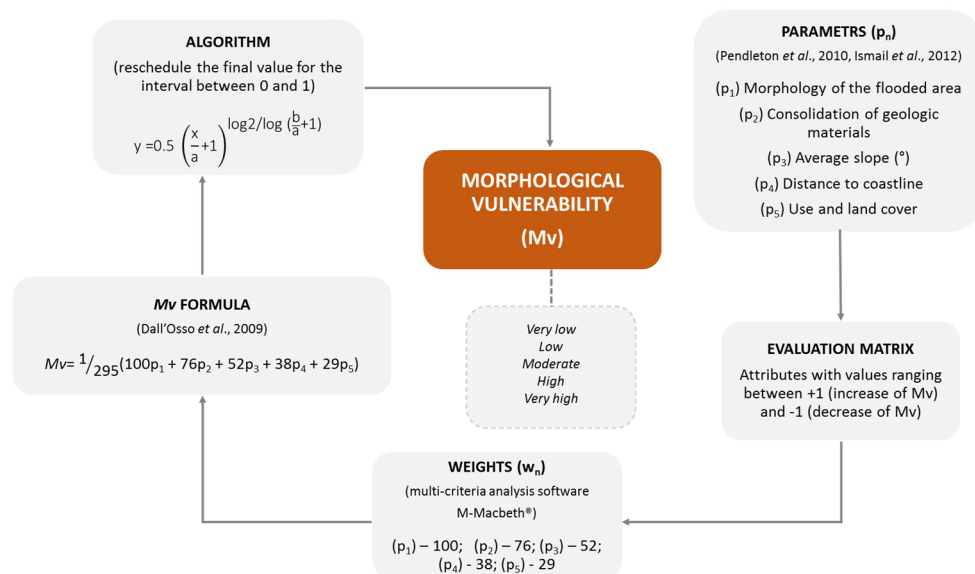 PARAMETRS (pn)
(Pendleton et al., 2010, Ismail et al., 2012)
(p1) Morphology of the flooded area
(p2) Consolidation of geologic
materials
(p3) Average slope (°)
(p4) Distance to coastline
(p5) Use and land cover
EVALUATION MATRIX
Attributes with values ranging
between +1 (increase of Mv)
and -1 (decrease of Mv)
WEIGHTS (wn)
(multi-criteria analysis software
M-Macbeth®)
(p1) – 100; (p2) – 76; (p3) – 52;
(p4) - 38; (p5) - 29
Mv FORMULA
(Dall'Osso et al., 2009)
Mv= 1/295(100p1 + 76p2 + 52p3 + 38p4 + 29p5)
ALGORITHM
(reschedule the final value for the
interval between 0 and 1)
y =0.5 (x/a+1)^log2/log (b/a+1)
MORPHOLOGICAL
VULNERABILITY
(Mv)
Very low
Low
Moderate
High
Very high